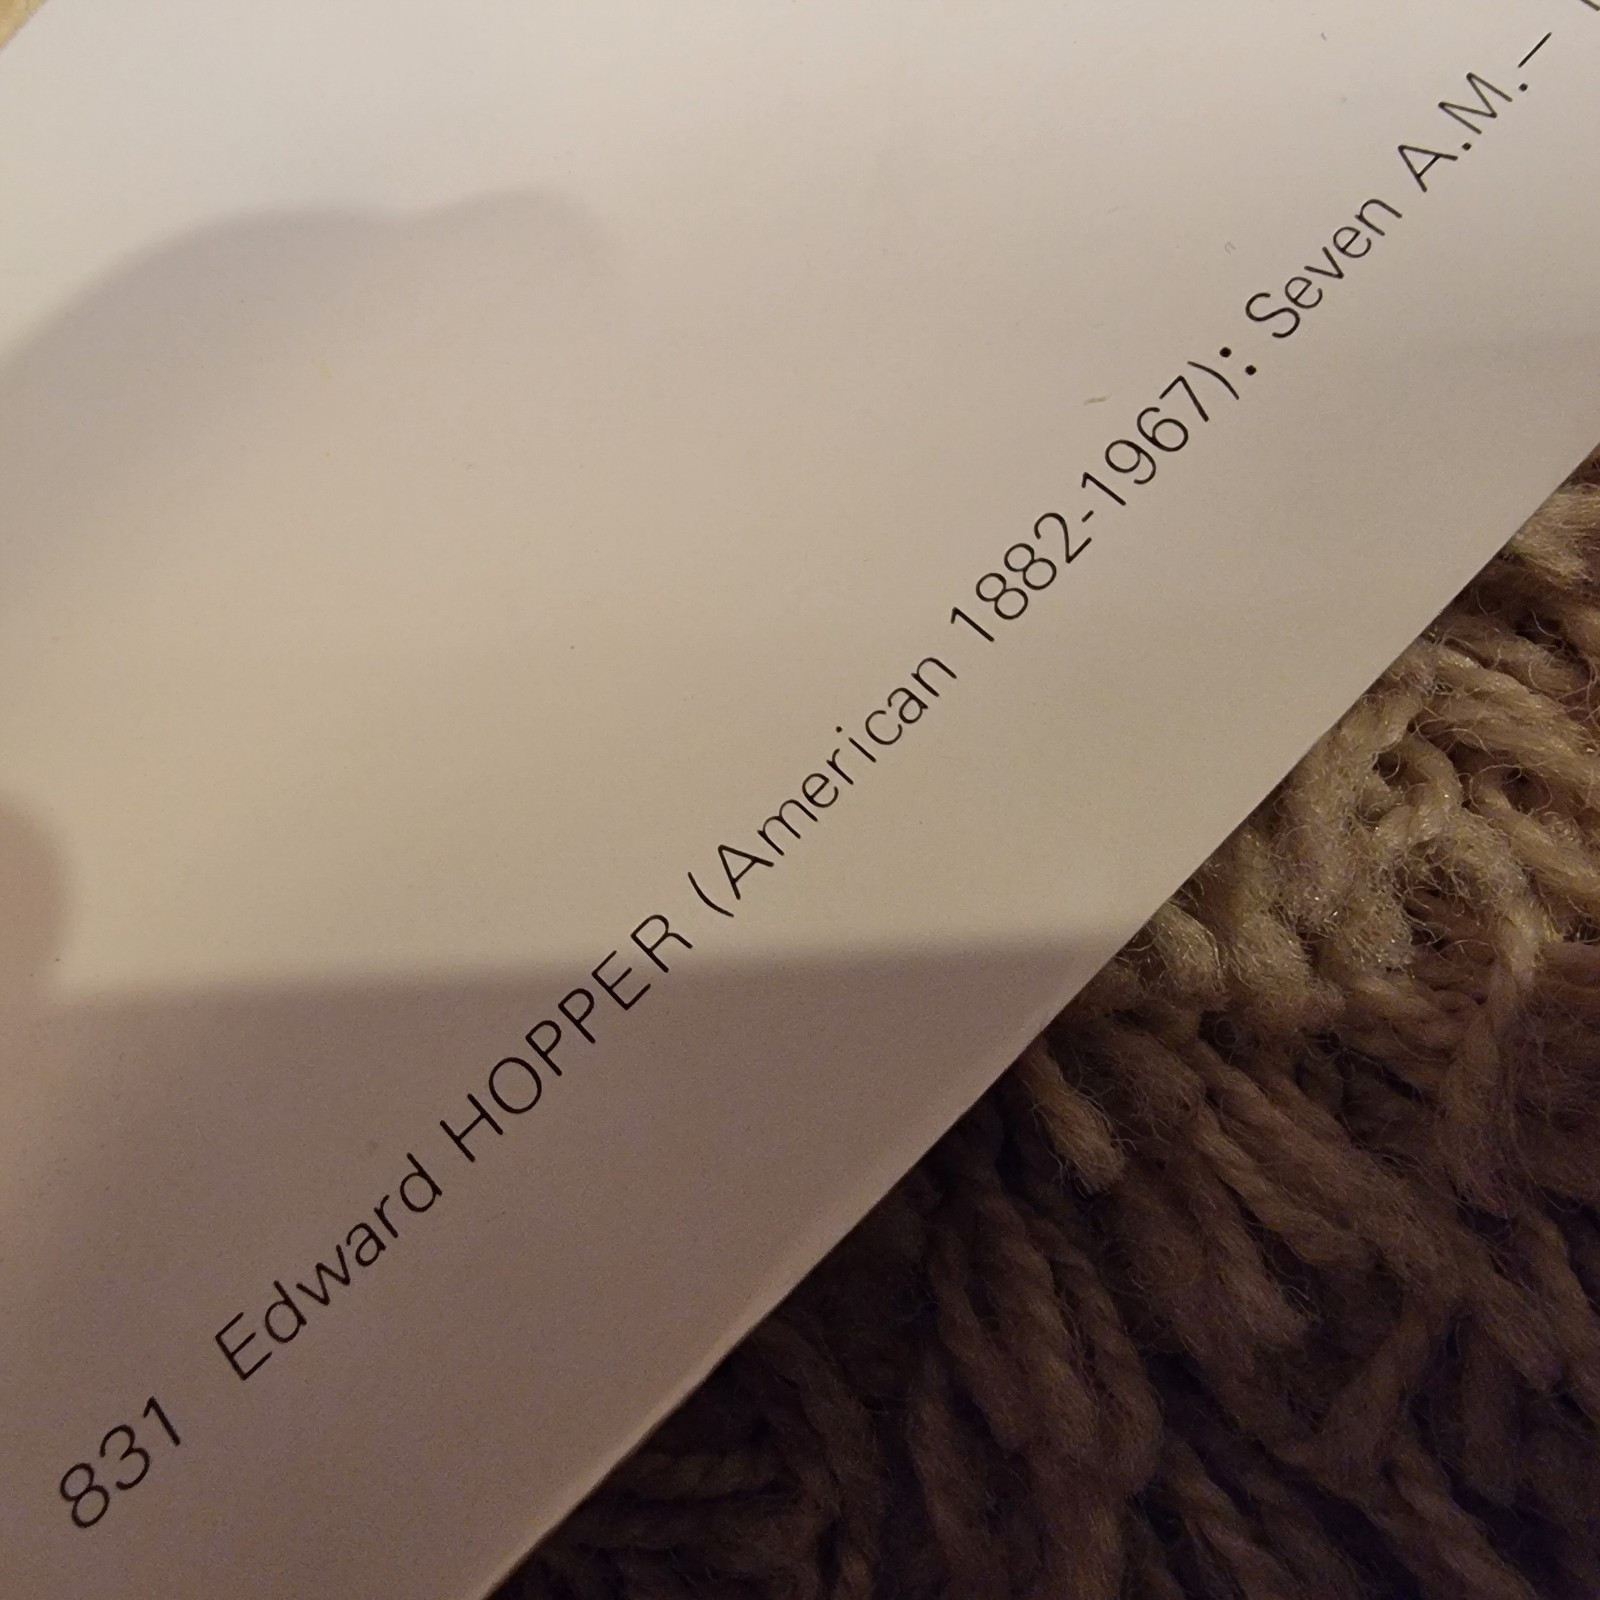 831 Edward HOPPER (American 1882-1967): Seven A.M.–